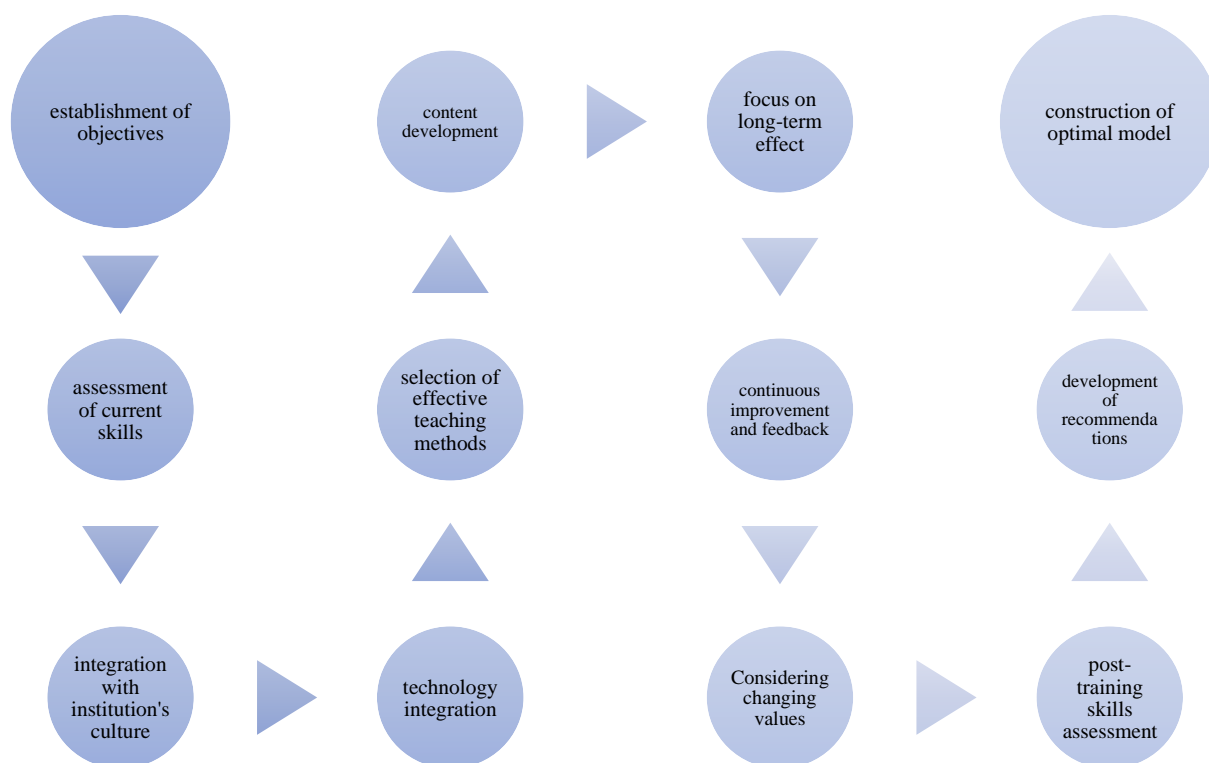 establishment of
objectives
assessment
of current
skills
integration
with
institution's
culture
technology
integration
selection of
effective
teaching
methods
content
development
focus on
long-term
effect
continuous
improvement
and feedback
Considering
changing
values
post-
training
skills
assessment
development
of
recommenda
tions
construction of
optimal model